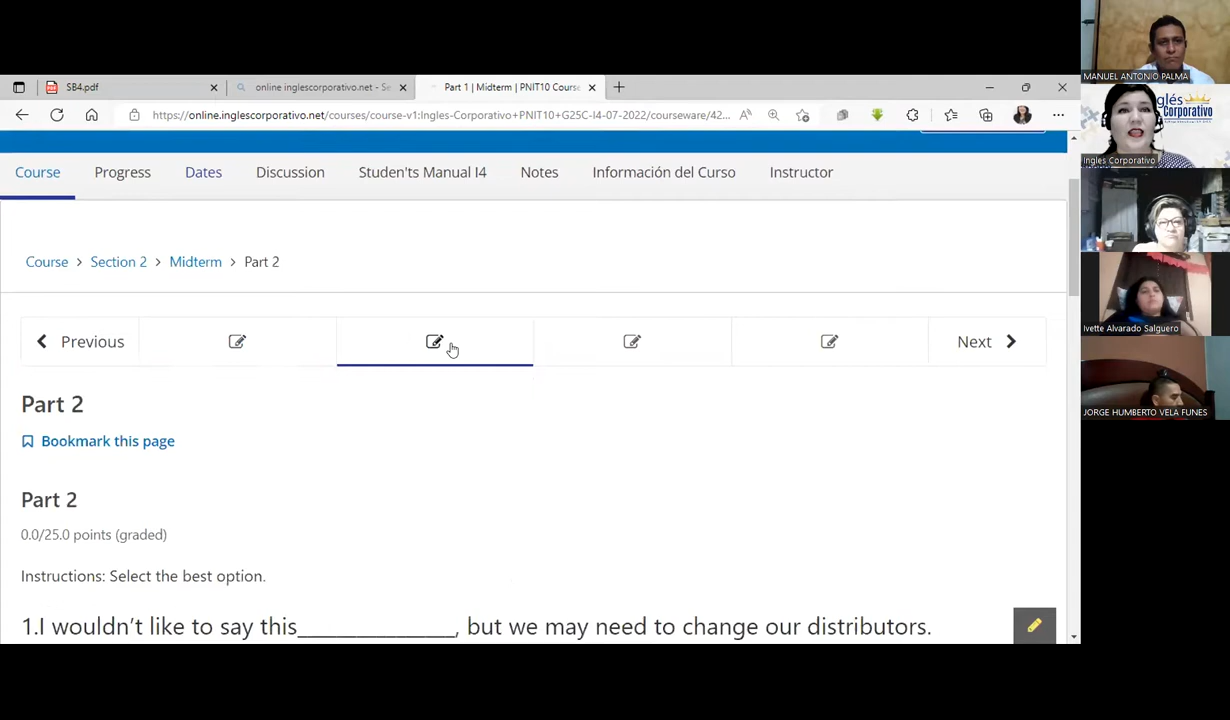 SB4.pdf
online inglescorporativo.net - Se
Part 1 | Midterm | PNIT10 Course
https://online.inglescorporativo.net/courses/course-v1:Ingles-Corporativo+PNIT10+G25C-I4-07-2022/courseware/42...
Course Progress Dates Discussion Studen'ts Manual I4 Notes Información del Curso Instructor
Course > Section 2 > Midterm > Part 2
Previous
Next
Part 2
Bookmark this page
Part 2
0.0/25.0 points (graded)
Instructions: Select the best option.
1.I wouldn't like to say this______________, but we may need to change our distributors.
MANUEL ANTONIO PALMA
glés
Corporativo
Ingles Corporativo
Ivette Alvarado Salguero
JORGE HUMBERTO VELA FUNES